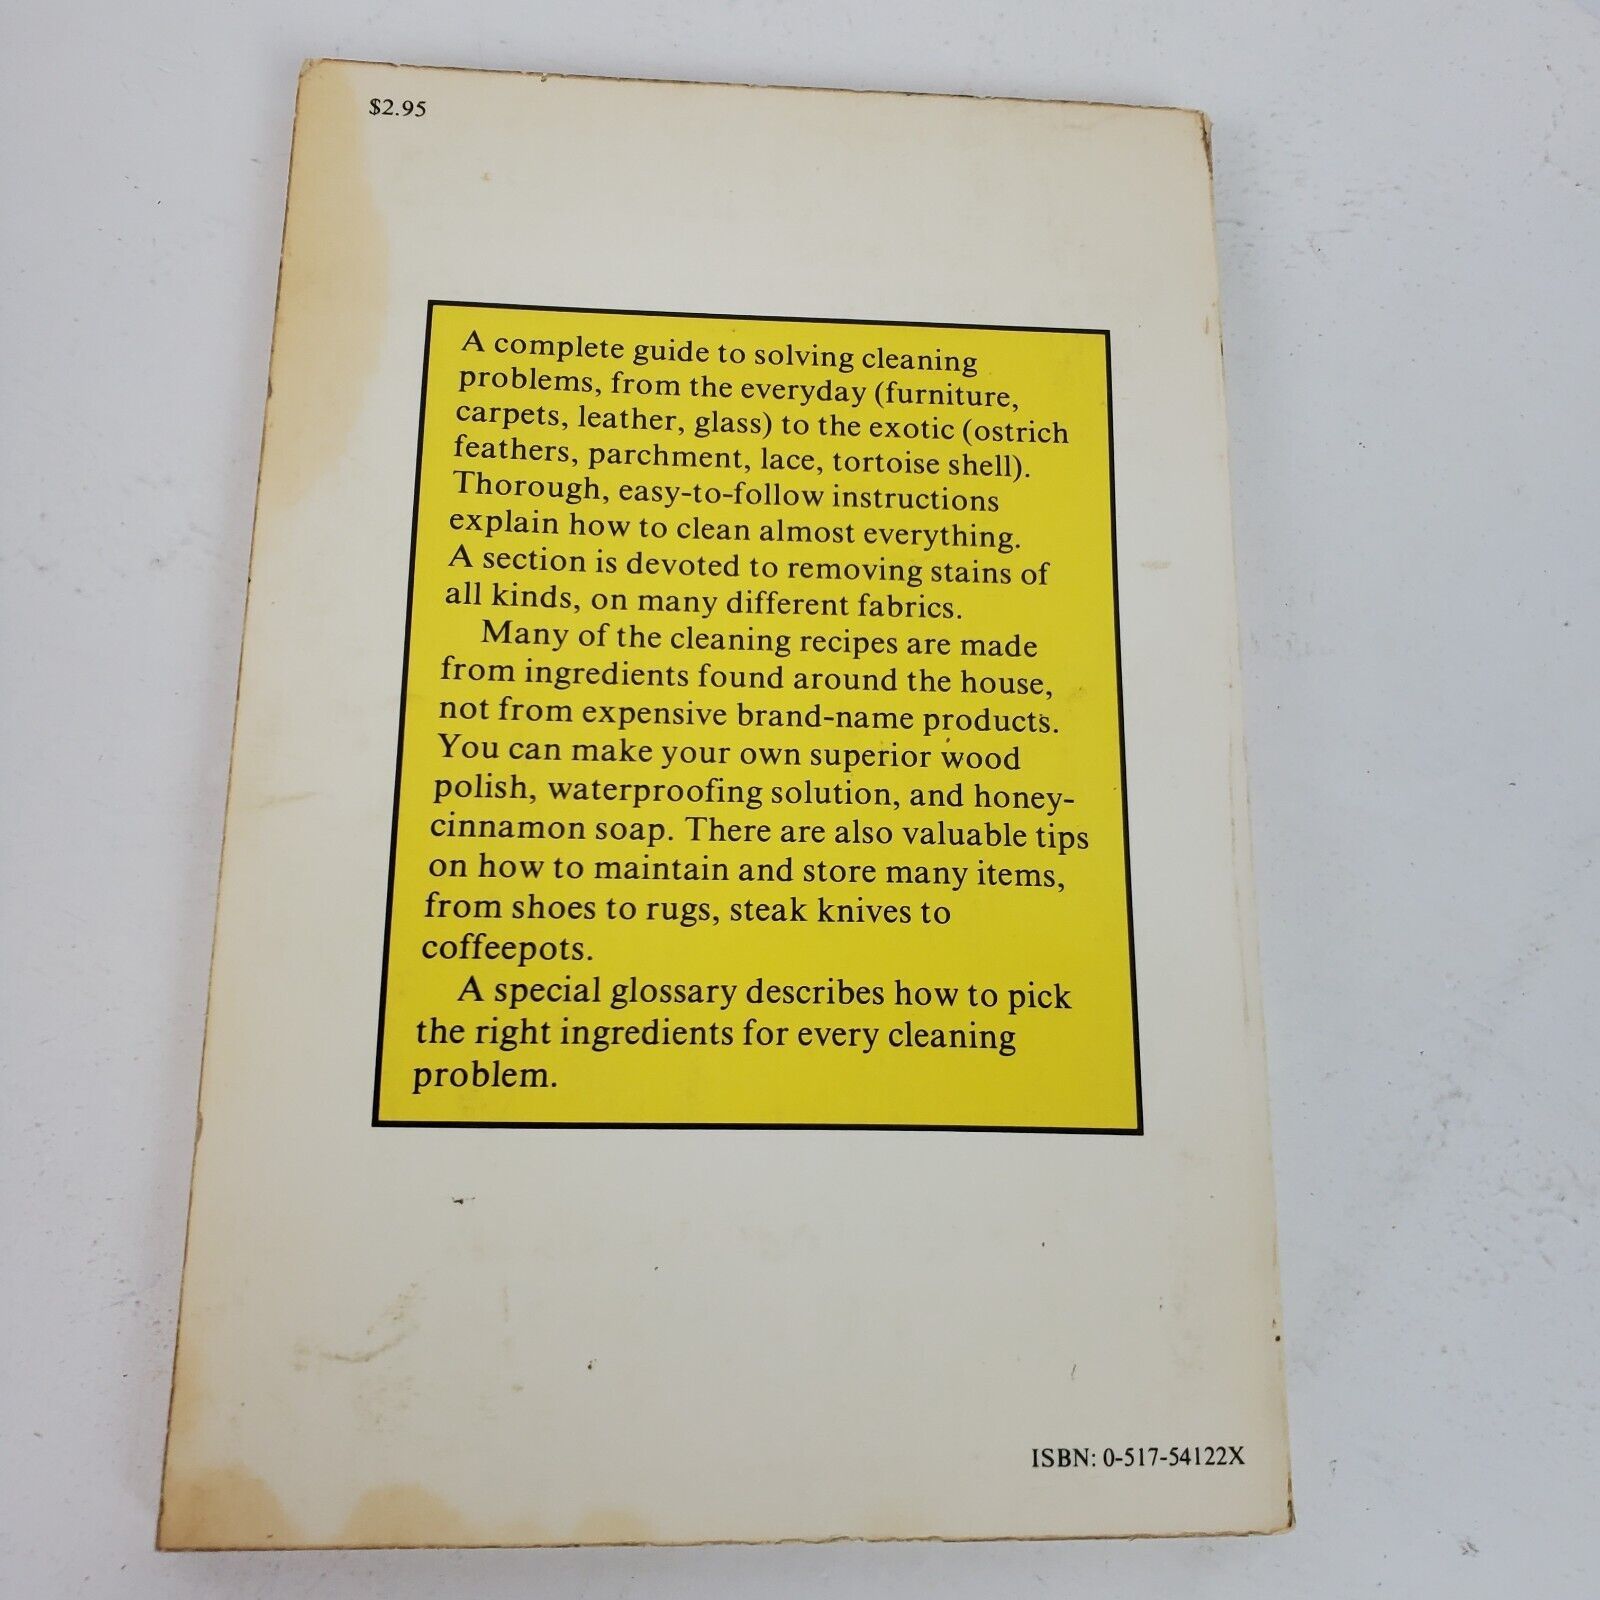 $2.95
A complete guide to solving cleaning
problems, from the everyday (furniture,
carpets, leather, glass) to the exotic (ostrich
feathers, parchment, lace, tortoise shell).
Thorough, easy-to-follow instructions
explain how to clean almost everything.
A section is devoted to removing stains of
all kinds, on many different fabrics.
Many of the cleaning recipes are made
from ingredients found around the house,
not from expensive brand-name products.
You can make your own superior wood
polish, waterproofing solution, and honey-
cinnamon soap. There are also valuable tips
on how to maintain and store many items,
from shoes to rugs, steak knives to
coffeepots.
A special glossary describes how to pick
the right ingredients for every cleaning
problem.
ISBN: 0-517-54122X